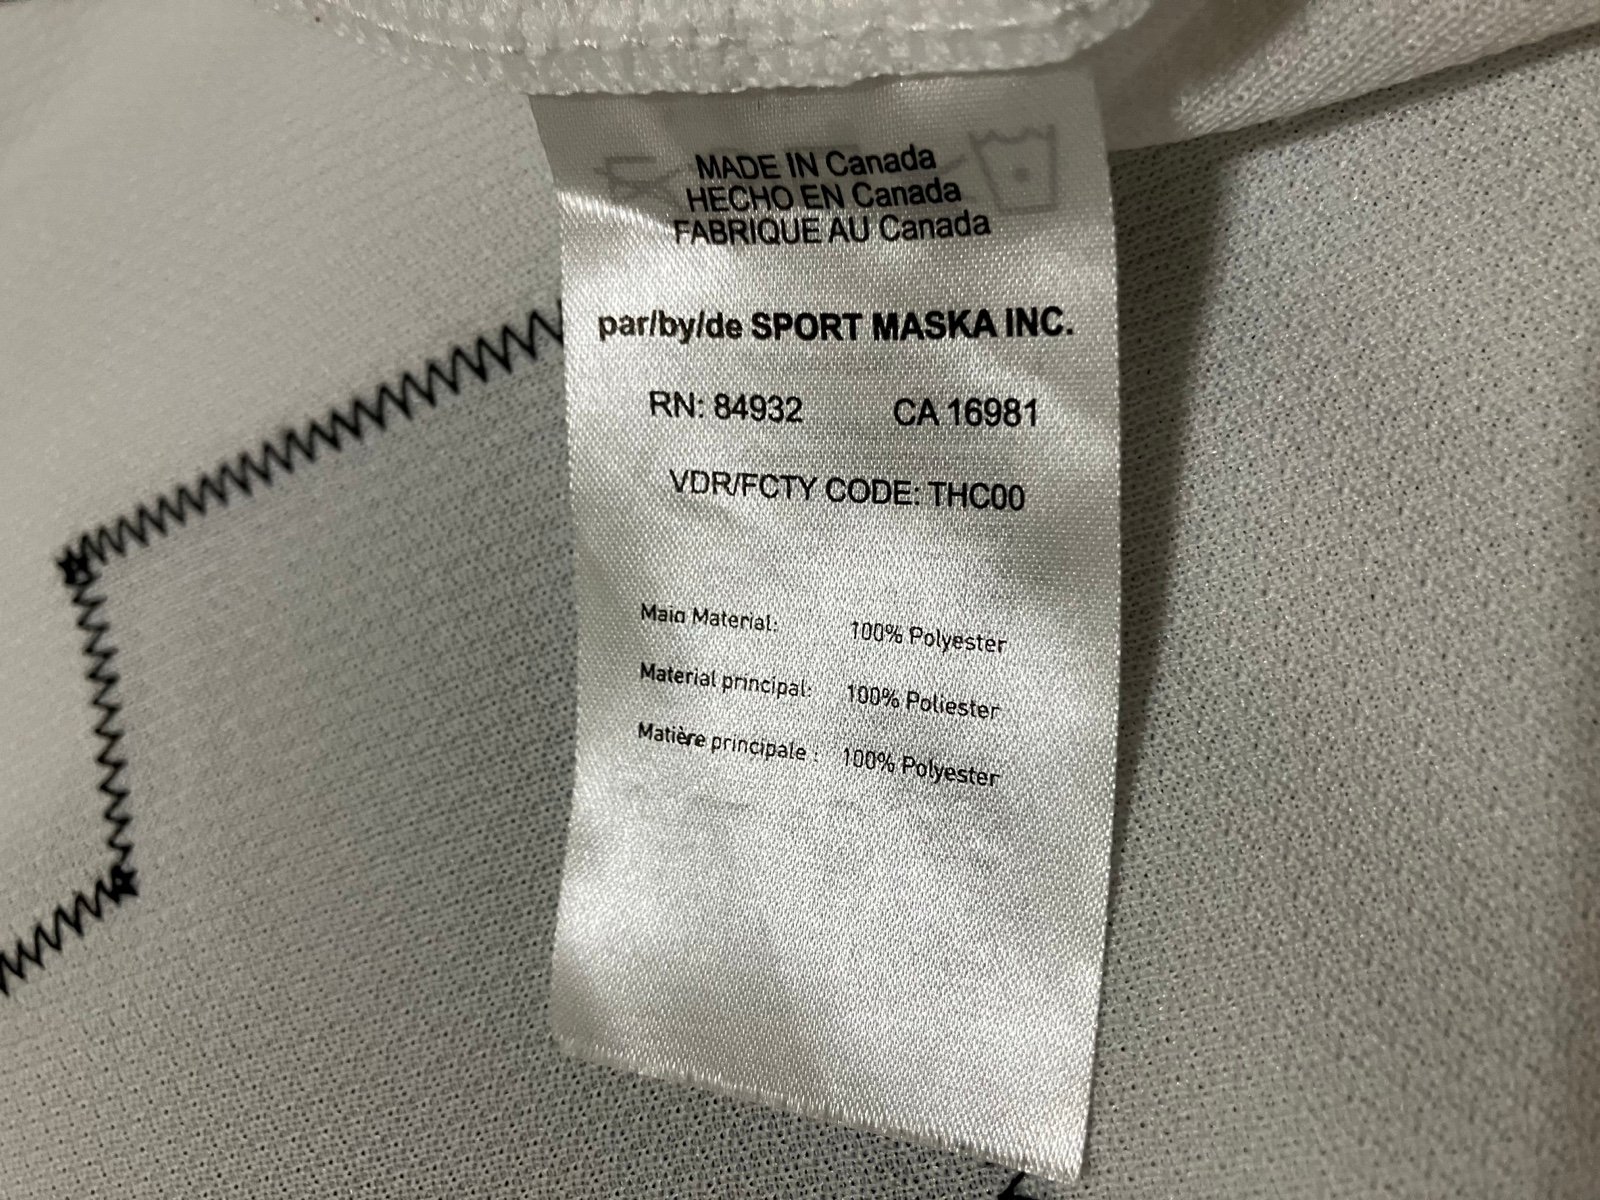 MADE IN Canada
HECHO EN Canada
FABRIQUE AU Canada
par/by/de SPORT MASKA INC.
RN: 84932 CA 16981
VDR/FCTY CODE: THC00
Main Material: 100% Polyester
Material principal: 100% Poliester
Matière principale : 100% Polyester